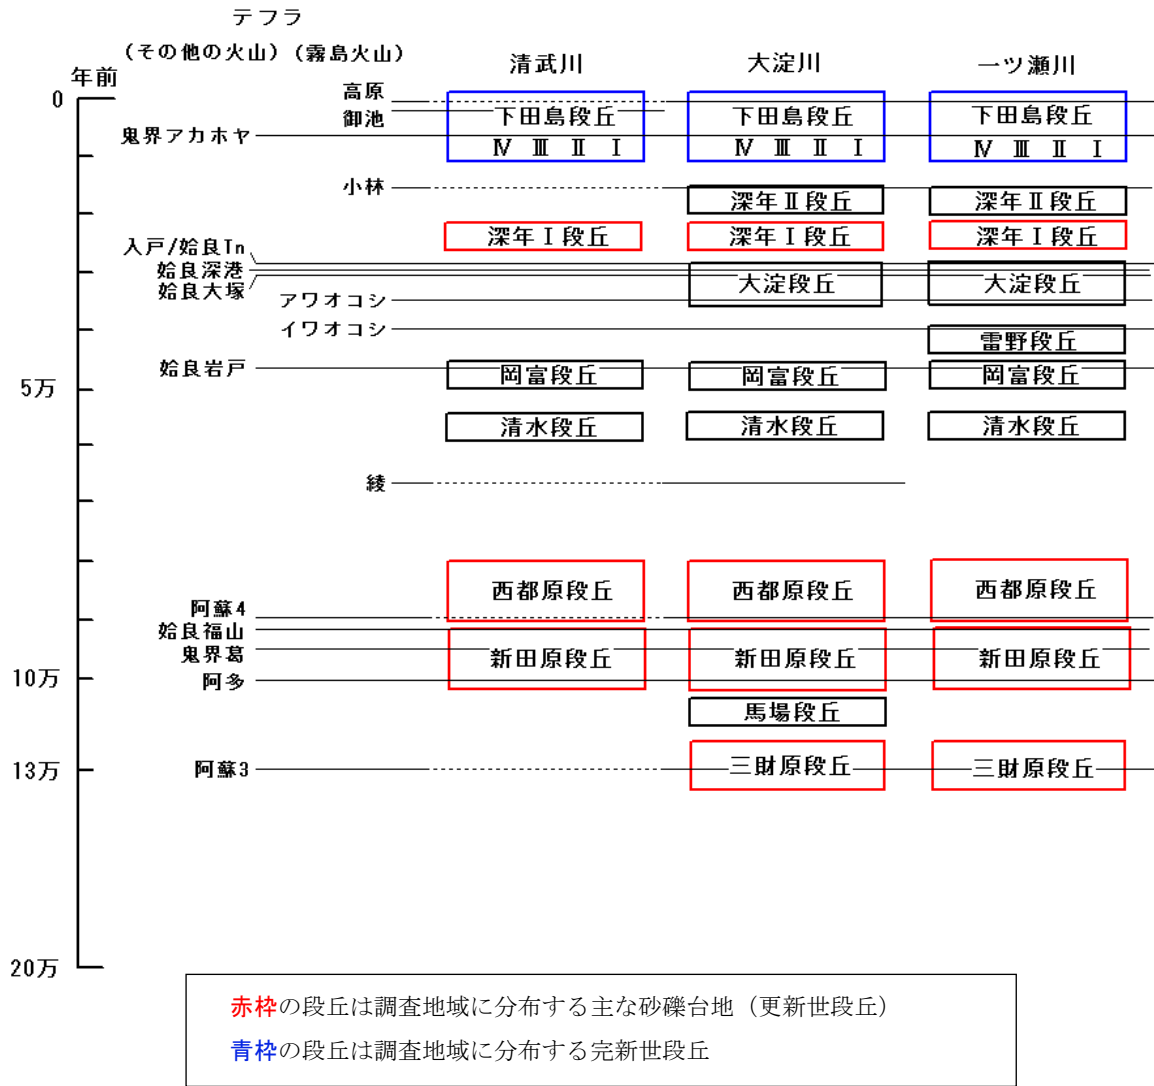 テフラ
(その他の火山) (霧島火山)
清武川 大淀川 一ツ瀬川
年前
0
高原
御池
下田島段丘 下田島段丘 下田島段丘
鬼界アカホヤ
Ⅳ Ⅲ Ⅱ Ⅰ Ⅳ Ⅲ Ⅱ Ⅰ Ⅳ Ⅲ Ⅱ Ⅰ
小林
深年Ⅱ段丘 深年Ⅱ段丘
深年Ⅰ段丘 深年Ⅰ段丘 深年Ⅰ段丘
入戸/姶良Tn
姶良深港
姶良大塚
大淀段丘 大淀段丘
アワオコシ
イワオコシ
雷野段丘
姶良岩戸
岡富段丘 岡富段丘 岡富段丘
5万
清水段丘 清水段丘 清水段丘
綾
西都原段丘 西都原段丘 西都原段丘
阿蘇4
姶良福山
鬼界葛
新田原段丘 新田原段丘 新田原段丘
10万
阿多
馬場段丘
13万
阿蘇3
三財原段丘 三財原段丘
20万
赤枠の段丘は調査地域に分布する主な砂礫台地（更新世段丘）
青枠の段丘は調査地域に分布する完新世段丘